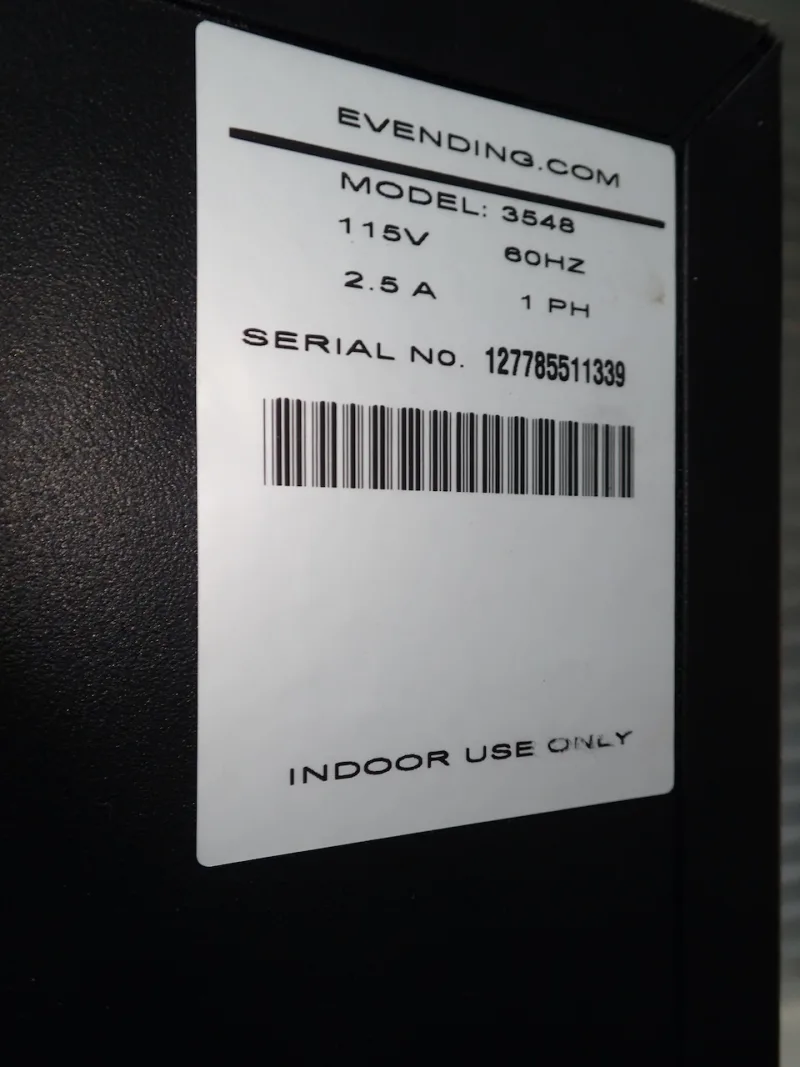 EVENDING.COM
MODEL: 3548
115V 60HZ
2.5 A 1 PH
SERIAL NO. 127785511339
INDOOR USE ONLY